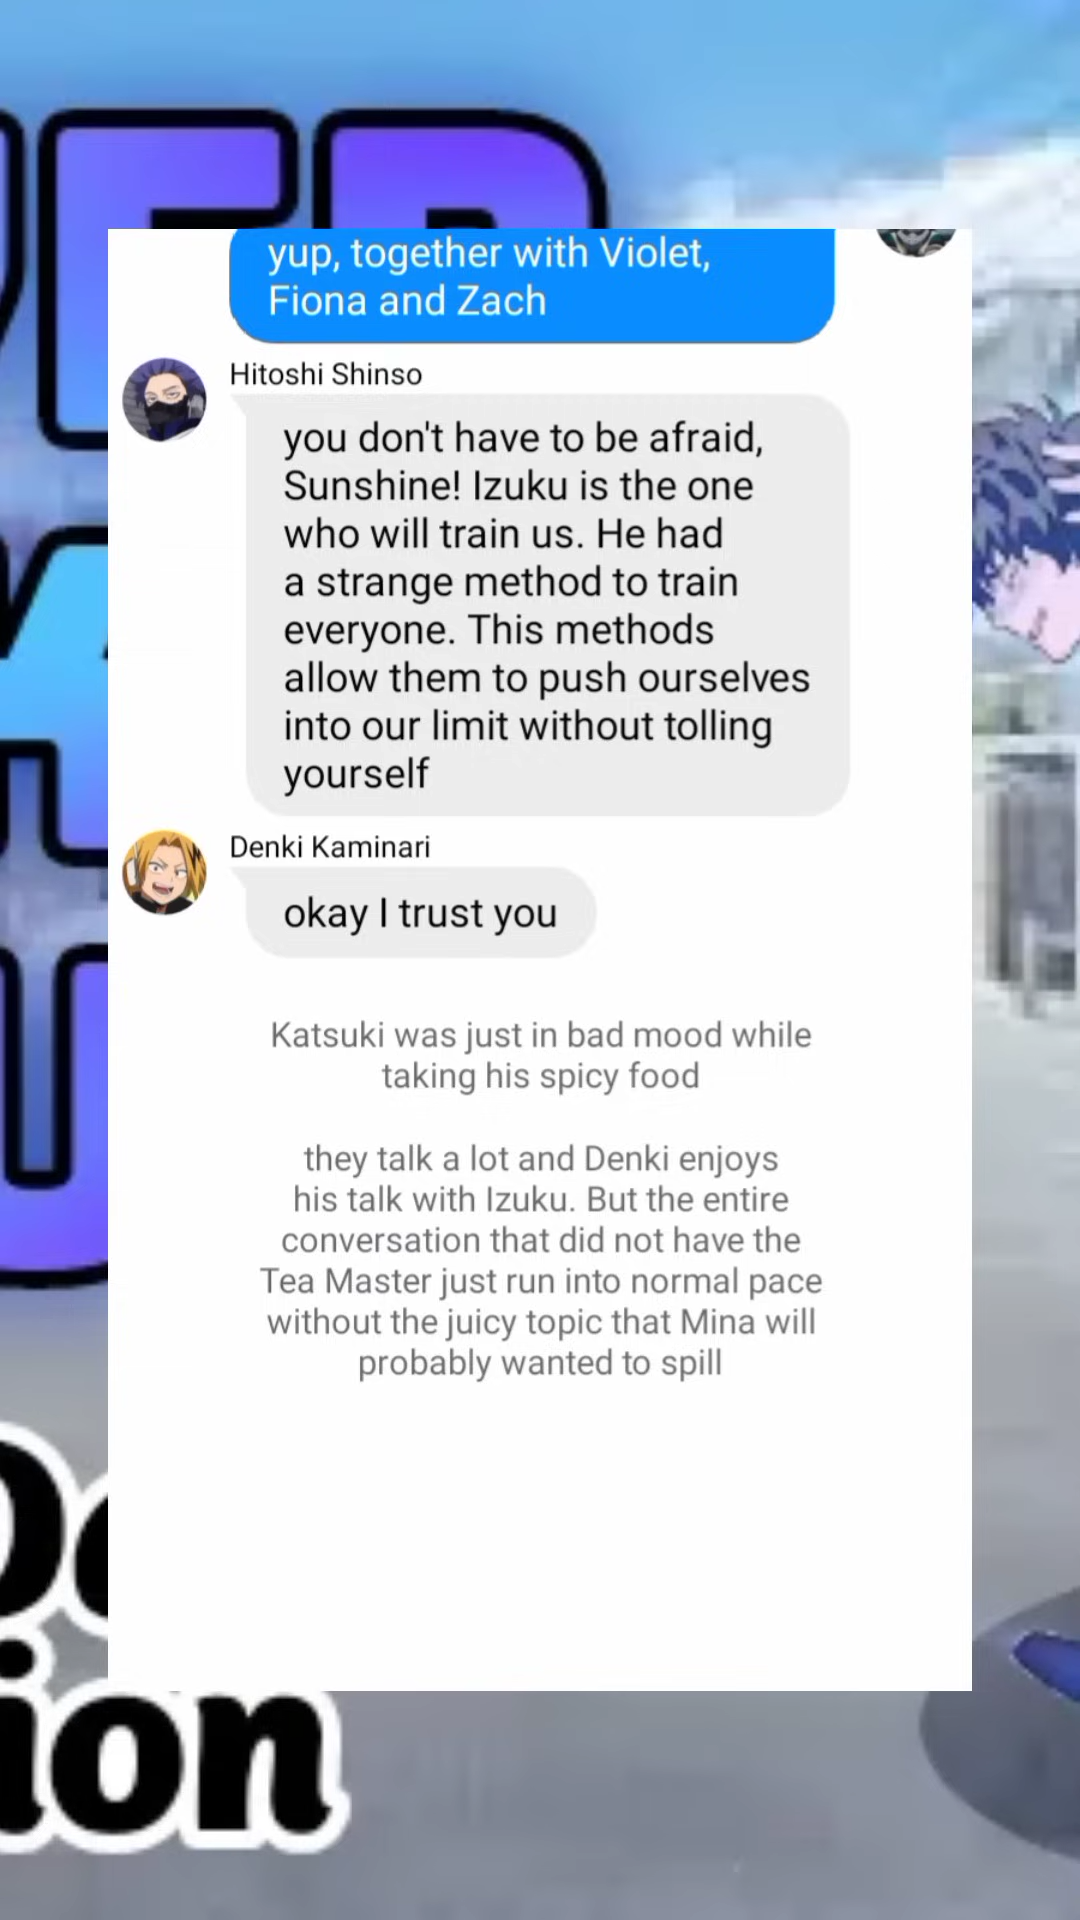 yup, together with Violet,
Fiona and Zach
Hitoshi Shinso
you don't have to be afraid,
Sunshine! Izuku is the one
who will train us. He had
a strange method to train
everyone. This methods
allow them to push ourselves
into our limit without tolling
yourself
Denki Kaminari
okay I trust you
Katsuki was just in bad mood while
taking his spicy food
they talk a lot and Denki enjoys
his talk with Izuku. But the entire
conversation that did not have the
Tea Master just run into normal pace
without the juicy topic that Mina will
probably wanted to spill
ion